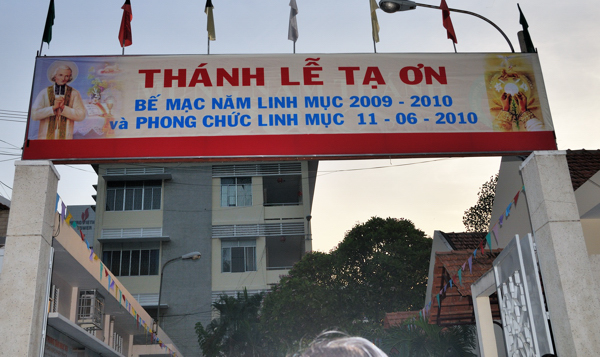 THÁNH LỄ TẠ ƠN
BẾ MẠC NĂM LINH MỤC 2009 - 2010
và PHONG CHỨC LINH MỤC 11 - 06 - 2010